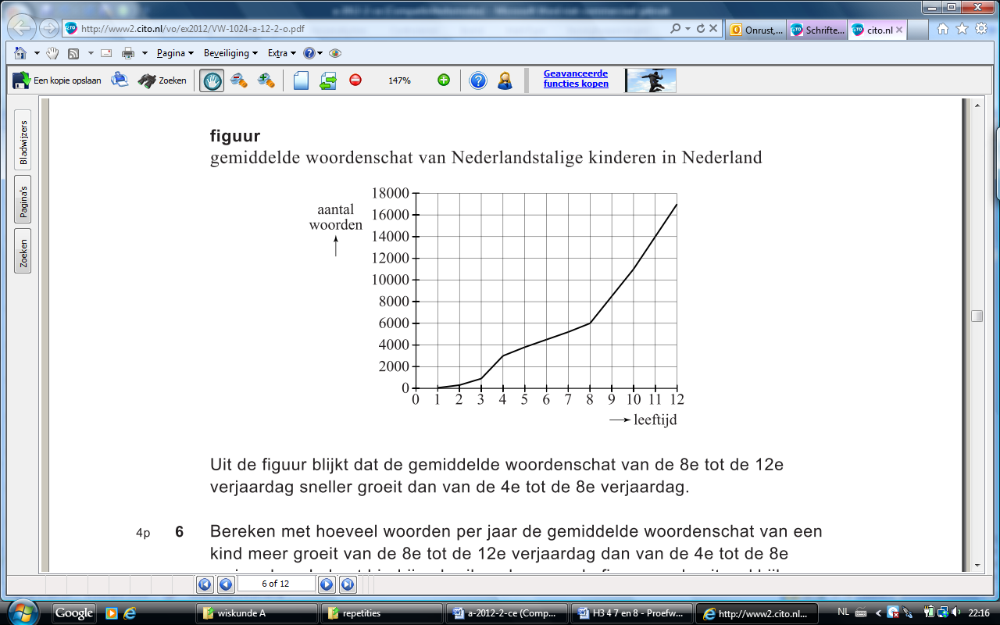 a-2012-2-ce (Compatibiliteitsmodus) - Microsoft Word
http://www2.cito.nl/vo/ex2012/VW-1024-a-12-2-o.pdf
Onrust,...
Schrifte...
cito.nl
Pagina
Beveiliging
Extra
Een kopie opslaan
Zoeken
147%
Geavanceerde
functies kopen
Bladwijzers
Pagina's
Zoeken
figuur
gemiddelde woordenschat van Nederlandstalige kinderen in Nederland
aantal
woorden
18000
16000
14000
12000
10000
8000
6000
4000
2000
0
0 1 2 3 4 5 6 7 8 9 10 11 12
leeftijd
Uit de figuur blijkt dat de gemiddelde woordenschat van de 8e tot de 12e
verjaardag sneller groeit dan van de 4e tot de 8e verjaardag.
4p 6 Bereken met hoeveel woorden per jaar de gemiddelde woordenschat van een
kind meer groeit van de 8e tot de 12e verjaardag dan van de 4e tot de 8e
6 of 12
Google
wiskunde A
repetities
a-2012-2-ce (Comp...
H3 4 7 en 8 - Proefw...
http://www2.cito.nl...
NL
22:16